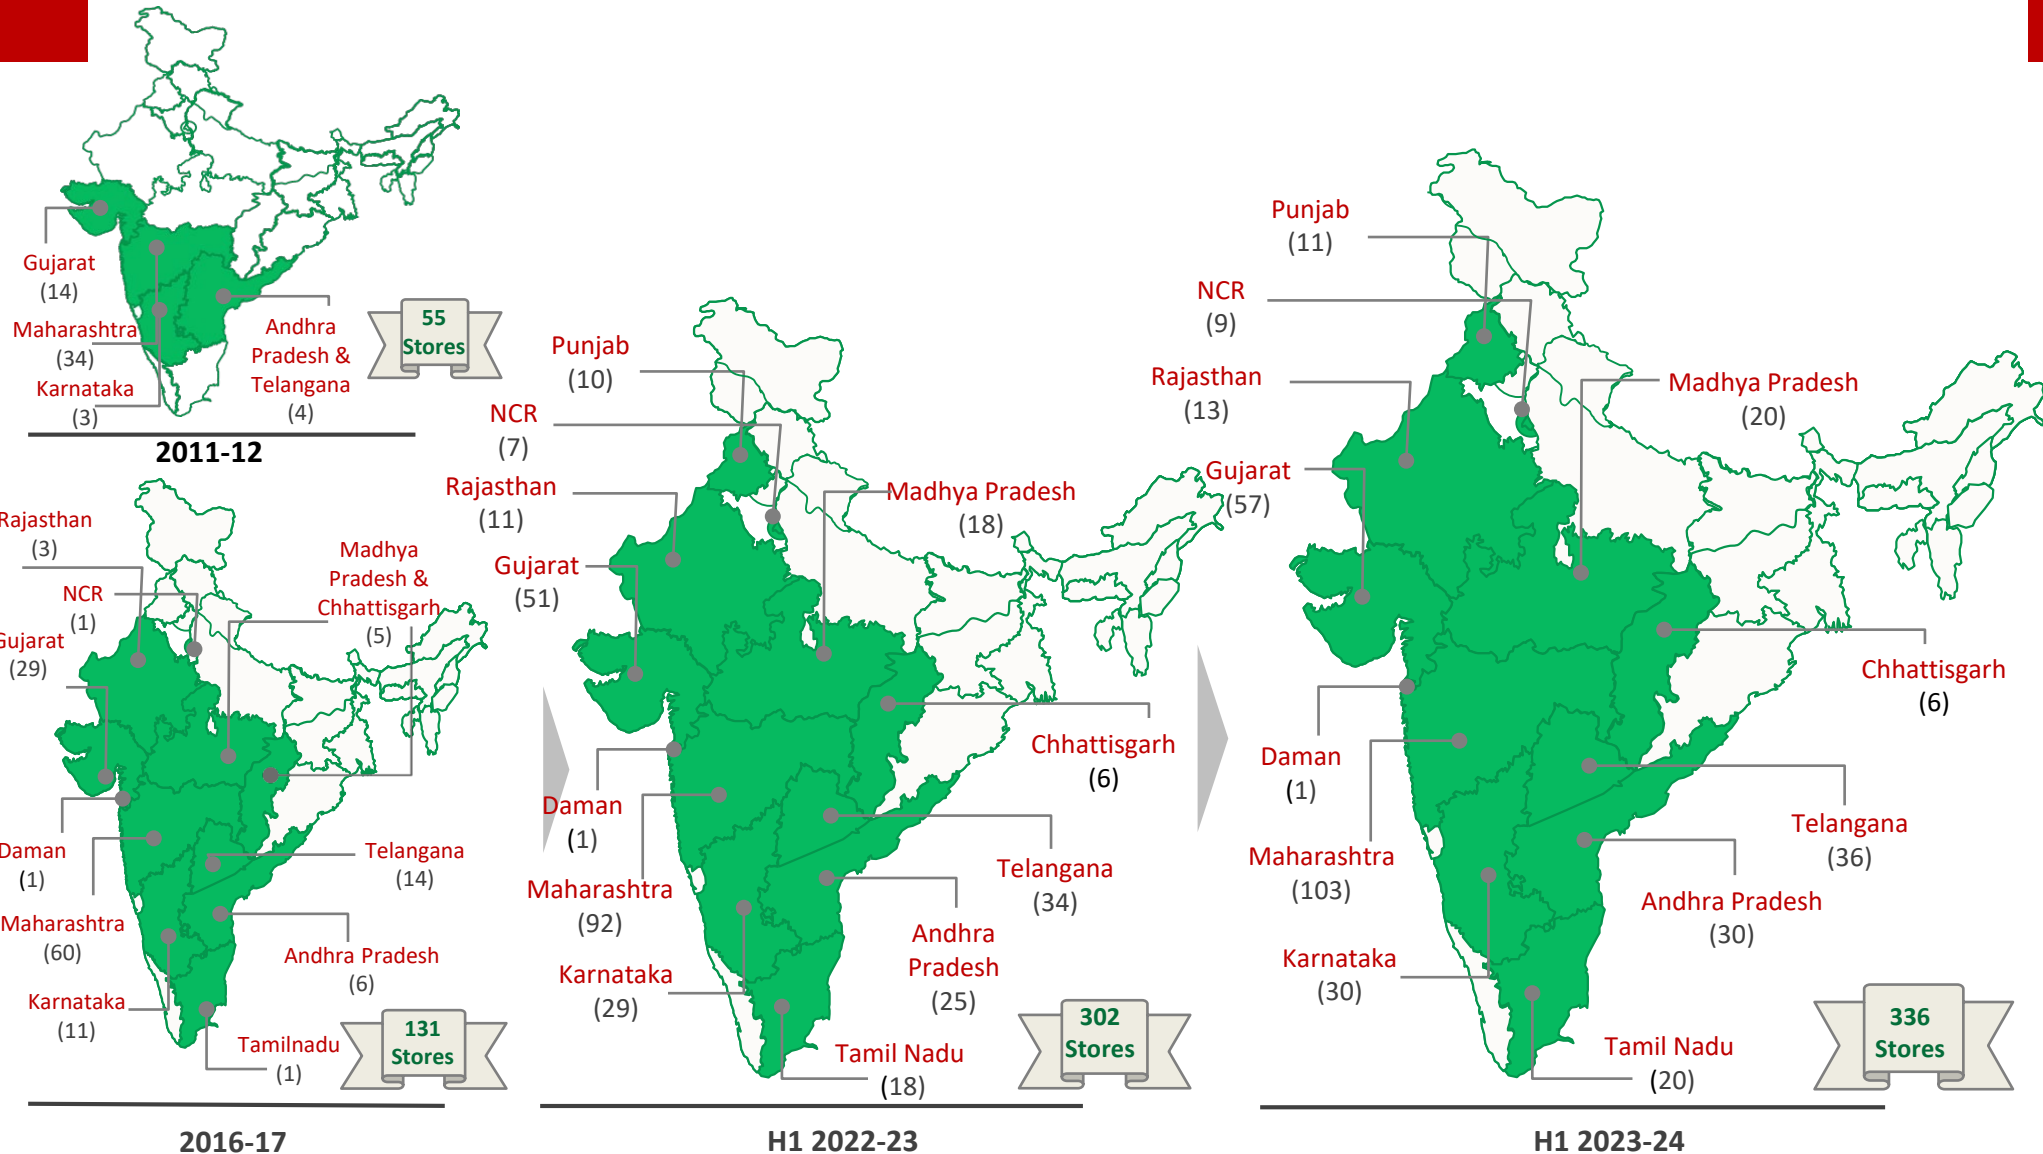 Gujarat
(14)
Maharashtra
(34)
Karnataka
(3)
Andhra
Pradesh &
Telangana
(4)
55
Stores
2011-12
Rajasthan
(3)
NCR
(1)
Gujarat
(29)
Madhya
Pradesh &
Chhattisgarh
(5)
Daman
(1)
Maharashtra
(60)
Karnataka
(11)
Telangana
(14)
Andhra Pradesh
(6)
Tamilnadu
(1)
131
Stores
2016-17
Punjab
(10)
NCR
(7)
Rajasthan
(11)
Gujarat
(51)
Madhya Pradesh
(18)
Chhattisgarh
(6)
Daman
(1)
Maharashtra
(92)
Telangana
(34)
Andhra
Pradesh
(25)
Karnataka
(29)
Tamil Nadu
(18)
302
Stores
H1 2022-23
Punjab
(11)
NCR
(9)
Rajasthan
(13)
Gujarat
(57)
Madhya Pradesh
(20)
Chhattisgarh
(6)
Daman
(1)
Maharashtra
(103)
Telangana
(36)
Andhra Pradesh
(30)
Karnataka
(30)
Tamil Nadu
(20)
336
Stores
H1 2023-24